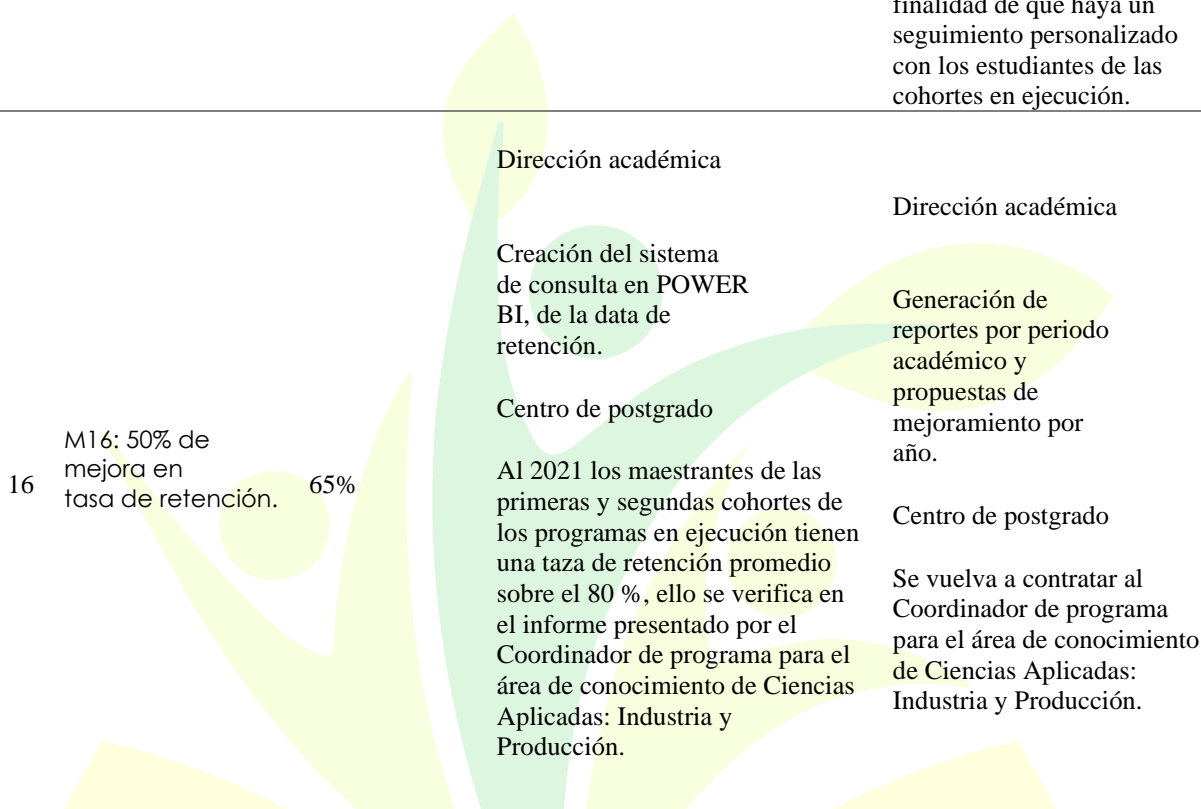 finalidad de que haya un
seguimiento personalizado
con los estudiantes de las
cohortes en ejecución.
16
M16: 50% de
mejora en
tasa de retención.
65%
Dirección académica
Creación del sistema
de consulta en POWER
BI, de la data de
retención.
Centro de postgrado
Al 2021 los maestrantes de las
primeras y segundas cohortes de
los programas en ejecución tienen
una taza de retención promedio
sobre el 80 %, ello se verifica en
el informe presentado por el
Coordinador de programa para el
área de conocimiento de Ciencias
Aplicadas: Industria y
Producción.
Dirección académica
Generación de
reportes por periodo
académico y
propuestas de
mejoramiento por
año.
Centro de postgrado
Se vuelva a contratar al
Coordinador de programa
para el área de conocimiento
de Ciencias Aplicadas:
Industria y Producción.